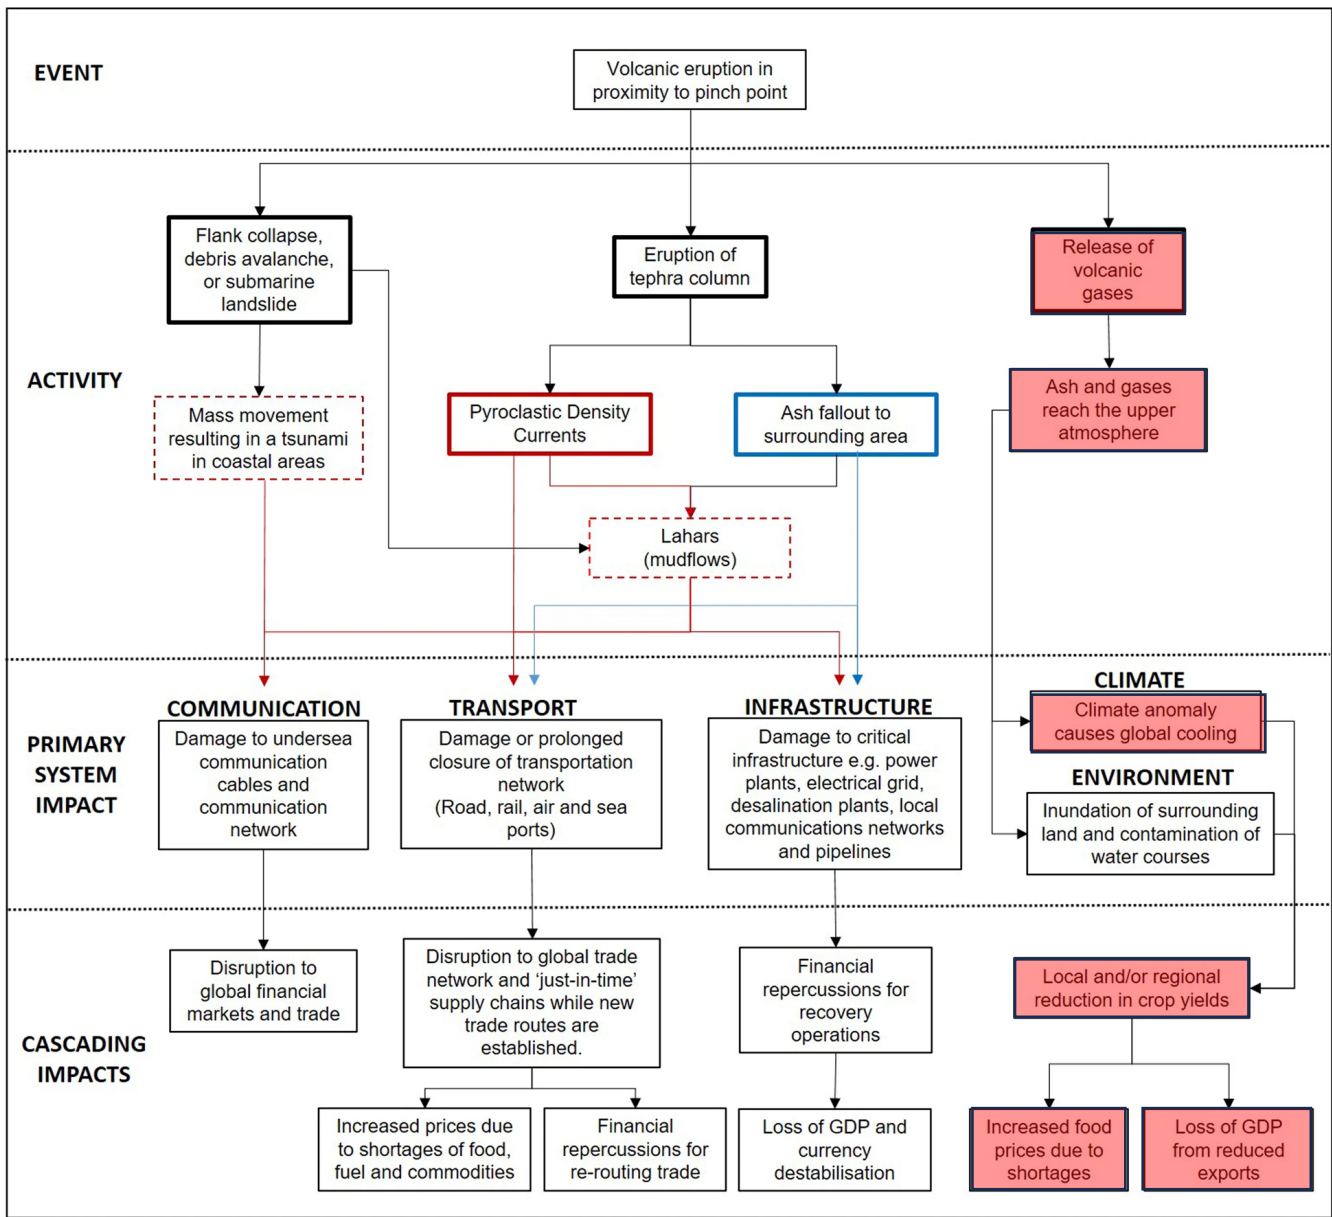 EVENT
Volcanic eruption in
proximity to pinch point
ACTIVITY
Flank collapse,
debris avalanche,
or submarine
landslide
Eruption of
tephra column
Release of
volcanic
gases
Mass movement
resulting in a tsunami
in coastal areas
Pyroclastic Density
Currents
Ash fallout to
surrounding area
Ash and gases
reach the upper
atmosphere
Lahars
(mudflows)
PRIMARY
SYSTEM
IMPACT
COMMUNICATION
Damage to undersea
communication
cables and
communication
network
TRANSPORT
Damage or prolonged
closure of transportation
network
(Road, rail, air and sea
ports)
INFRASTRUCTURE
Damage to critical
infrastructure e.g. power
plants, electrical grid,
desalination plants, local
communications networks
and pipelines
CLIMATE
Climate anomaly
causes global cooling
ENVIRONMENT
Inundation of surrounding
land and contamination of
water courses
CASCADING
IMPACTS
Disruption to
global financial
markets and trade
Disruption to global trade
network and ‘just-in-time’
supply chains while new
trade routes are
established.
Financial
repercussions for
recovery
operations
Local and/or regional
reduction in crop yields
Increased prices due
to shortages of food,
fuel and commodities
Financial
repercussions for
re-routing trade
Loss of GDP and
currency
destabilisation
Increased food
prices due to
shortages
Loss of GDP
from reduced
exports